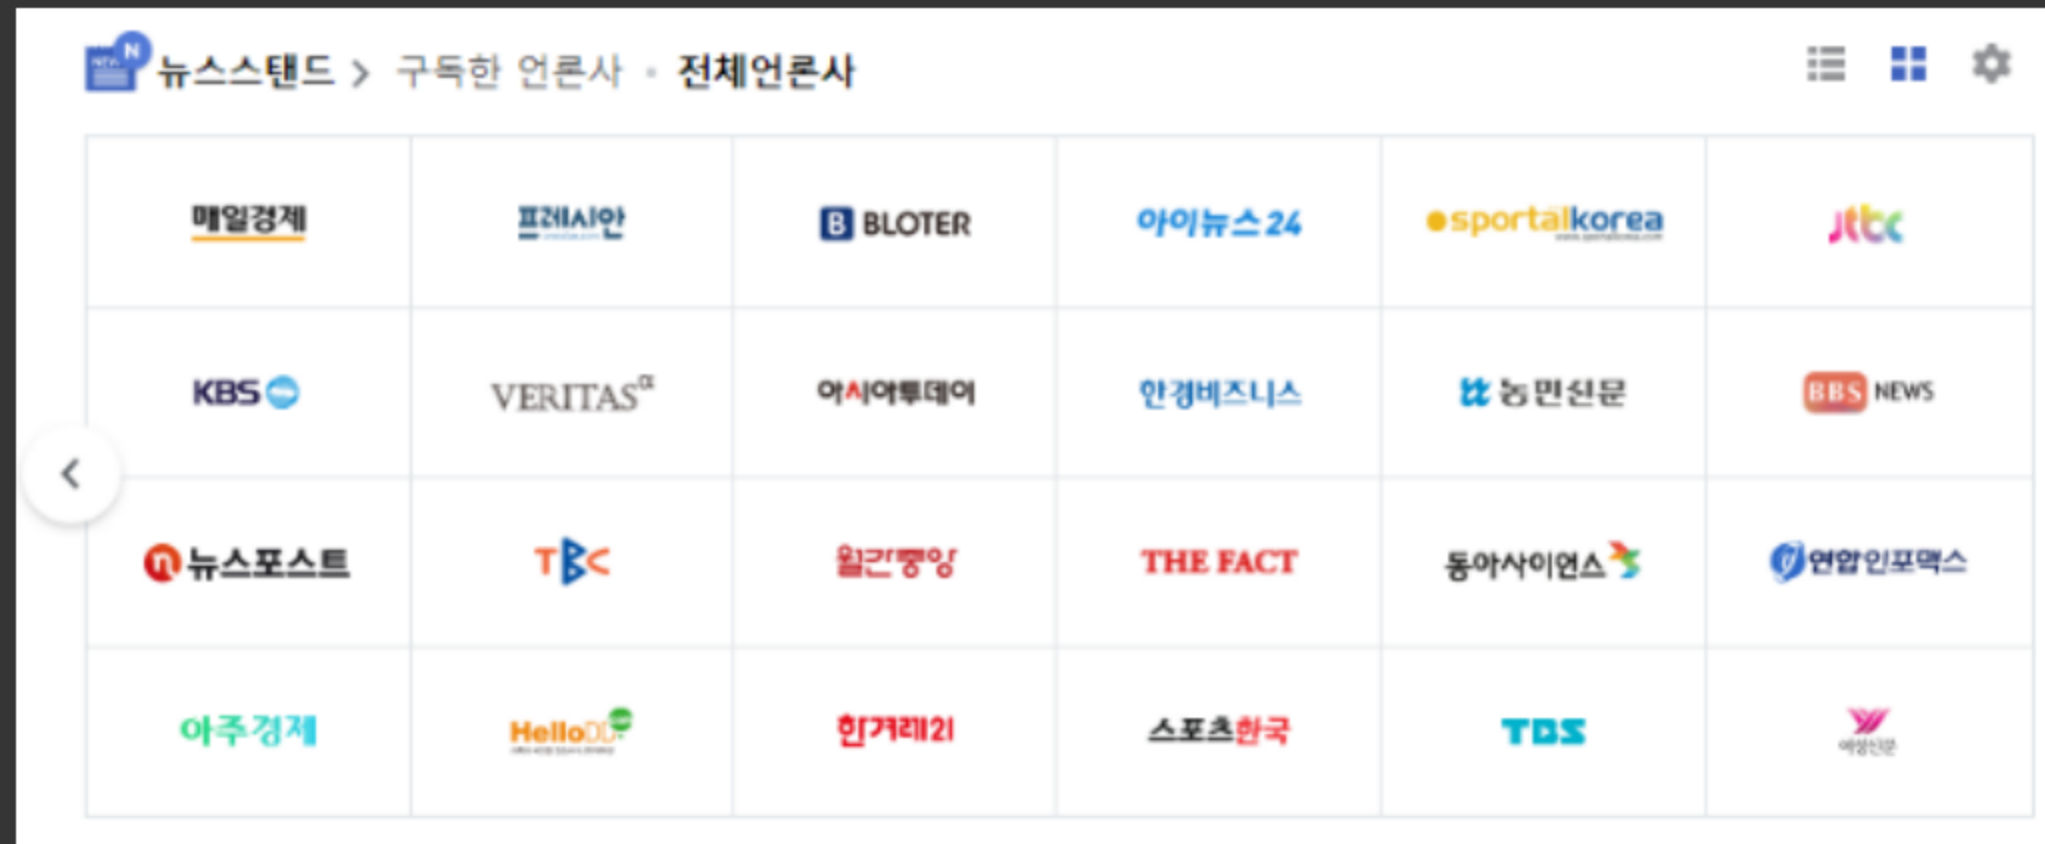 뉴스스탠드 > 구독한 언론사 · 전체언론사
매일경제 프레시안 B BLOTER 아이뉴스24 sportalkorea jtbc
KBS VERITAS α 아시아투데이 한경비즈니스 농민신문 BBS NEWS
n 뉴스포스트 TBC 월간중앙 THE FACT 동아사이언스 연합인포맥스
아주경제 HelloDD 한겨레21 스포츠한국 TBS 여성신문